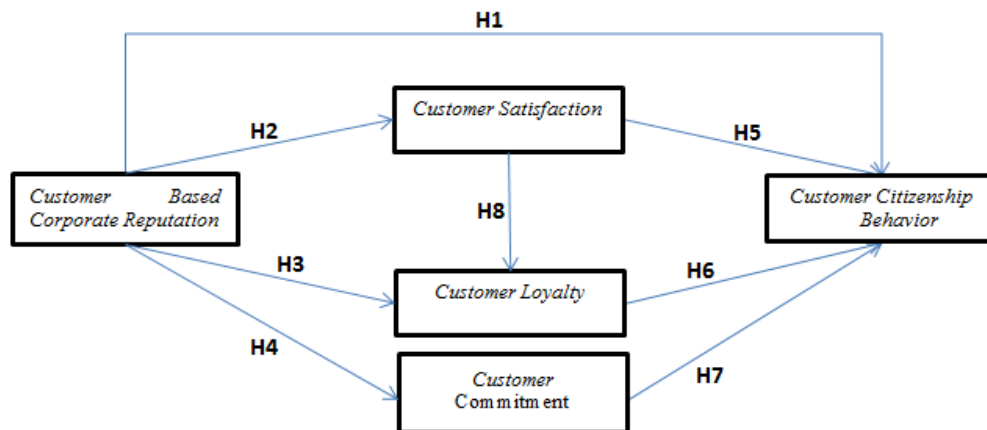 H1
Customer Satisfaction
H2
H5
Customer Based
Corporate Reputation
Customer Citizenship
Behavior
H8
H3
H6
Customer Loyalty
H4
H7
Customer
Commitment